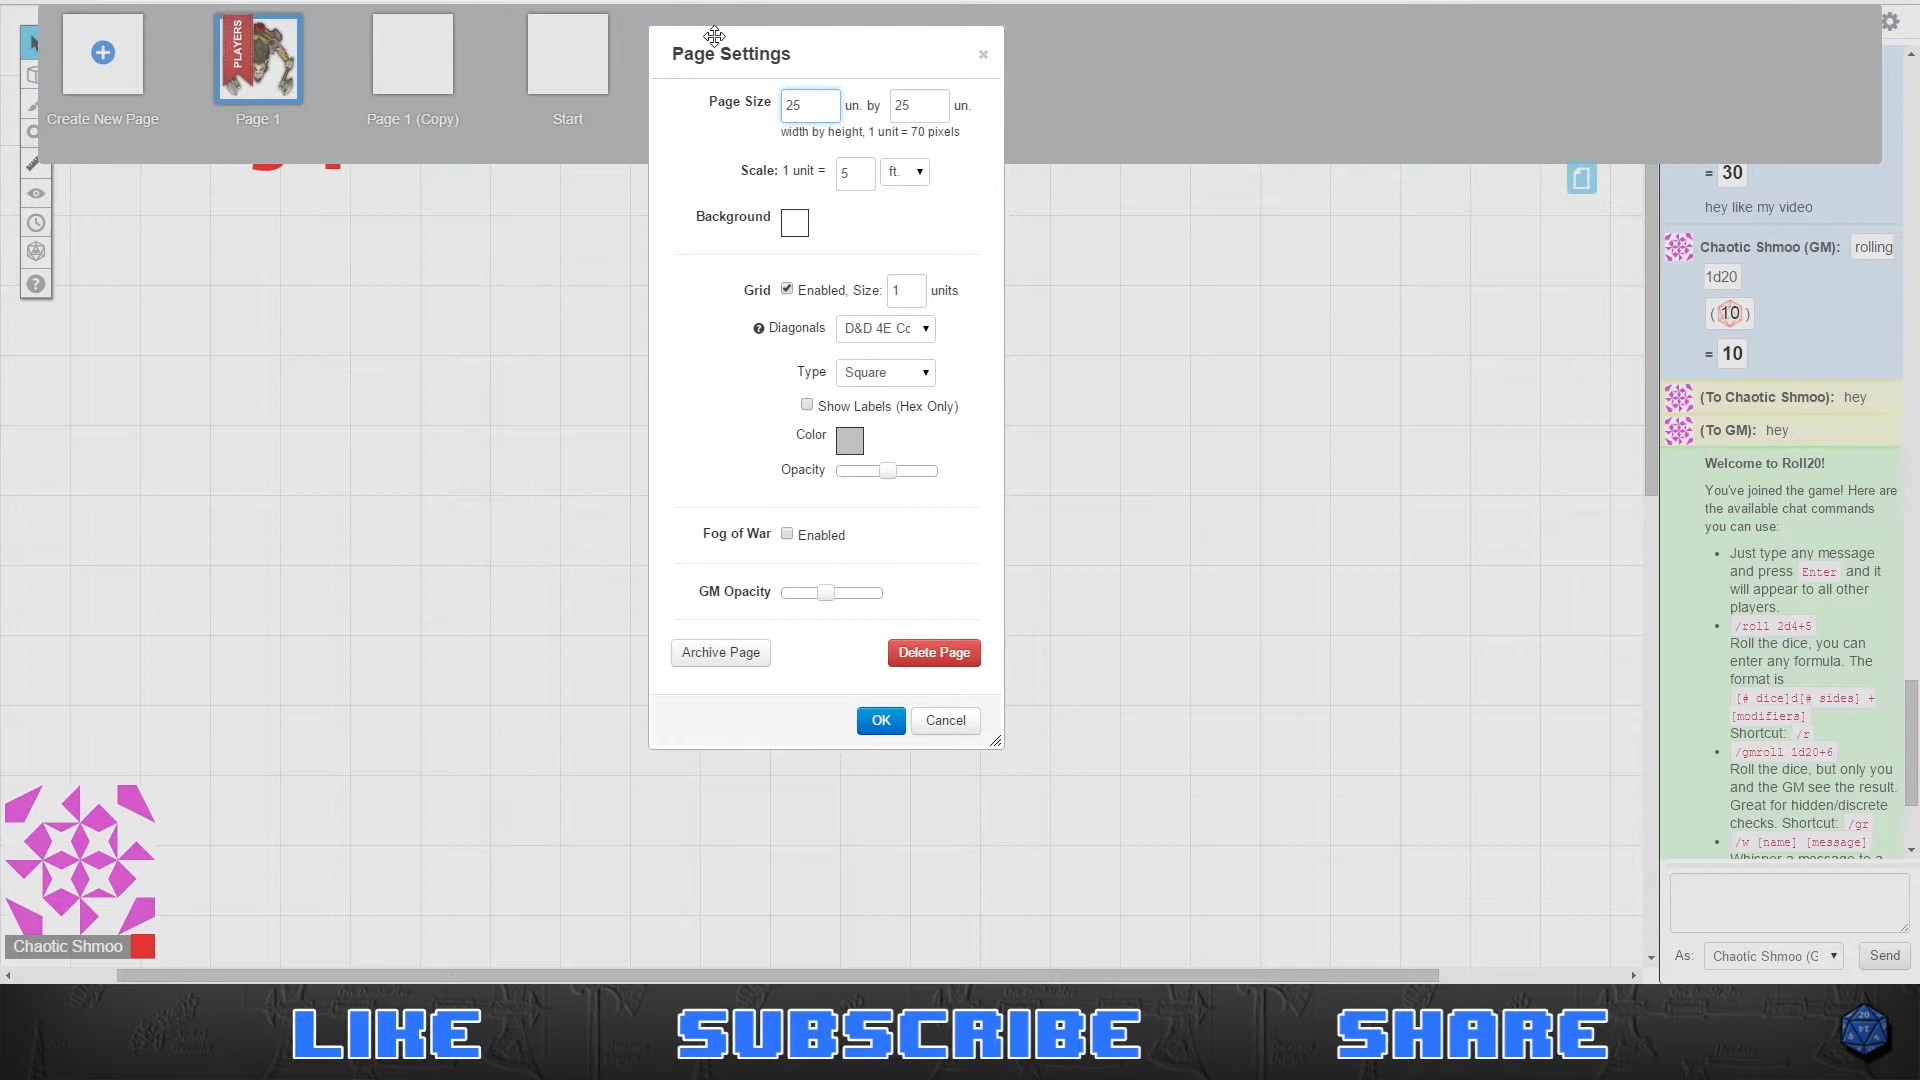 PLAYERS
Create New Page
Page 1
Page 1 (Copy)
Start
Page Settings
×
Page Size 25 un. by 25 un.
width by height, 1 unit = 70 pixels
Scale: 1 unit = 5 ft.
Background
Grid Enabled, Size: 1 units
Diagonals D&D 4E Cc
Type Square
Show Labels (Hex Only)
Color
Opacity
Fog of War Enabled
GM Opacity
Archive Page Delete Page
OK Cancel
= 30
hey like my video
Chaotic Shmoo (GM): rolling
1d20
(10)
= 10
(To Chaotic Shmoo): hey
(To GM): hey
Welcome to Roll20!
You've joined the game! Here are
the available chat commands
you can use:
• Just type any message
and press Enter and it
will appear to all other
players.
• /roll 2d4+5
Roll the dice, you can
enter any formula. The
format is
[# dice]d[# sides] +
[modifiers]
Shortcut: /r
• /gmroll 1d20+6
Roll the dice, but only you
and the GM see the result.
Great for hidden/discrete
checks. Shortcut: /gr
• /w [name] [message]
Whisper a message to a
As: Chaotic Shmoo (G Send
Chaotic Shmoo
LIKE SUBSCRIBE SHARE
20